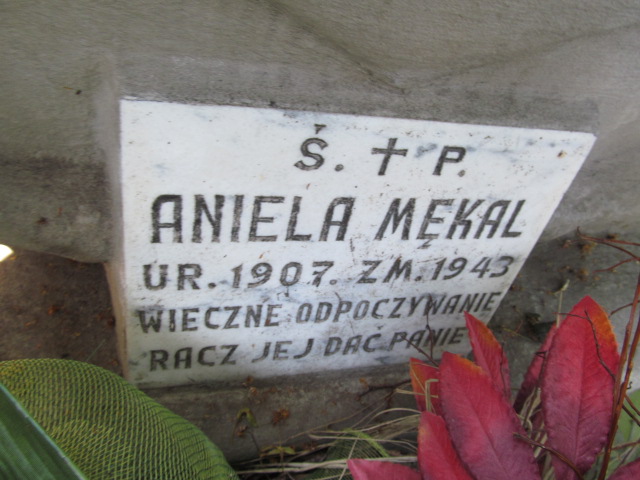 Ś. ✝ P.
ANIELA MĘKAL
UR. 1907. ZM. 1943
WIECZNE ODPOCZYWANIE
RACZ JEJ DAĆ PANIE